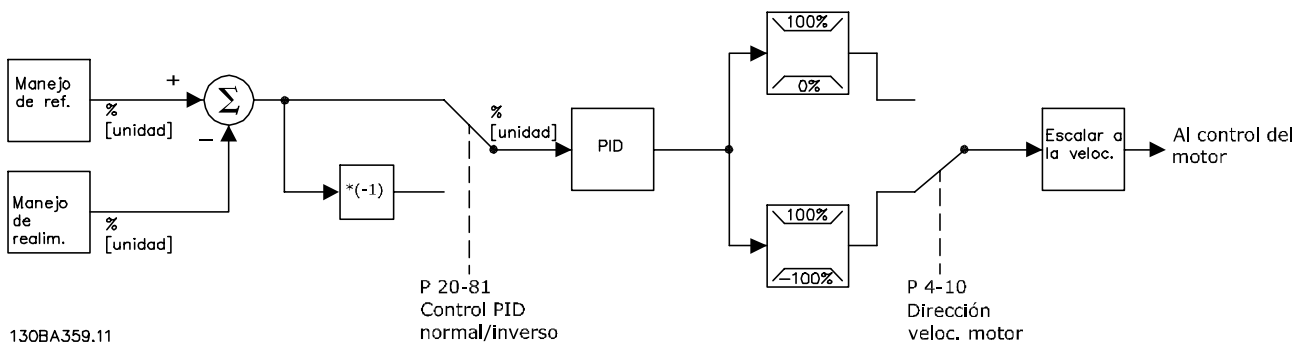 Manejo
de ref.
%
[unidad]
+
−
Σ
Manejo
de
realim.
%
[unidad]
*(-1)
%
[unidad]
P 20-81
Control PID
normal/inverso
PID
100%
0%
100%
−100%
P 4-10
Dirección
veloc. motor
Escalar a
la veloc.
Al control del
motor
130BA359.11